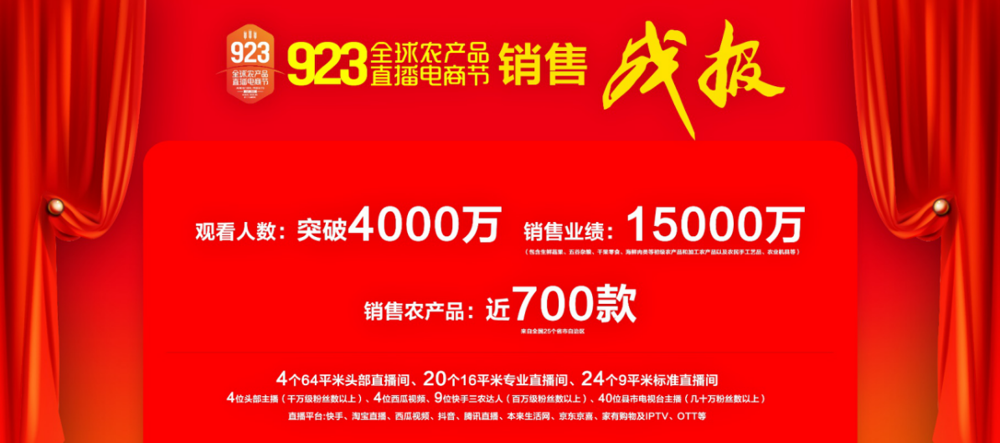 923
全球农产品
直播电商节
923 全球农产品直播电商节 销售 战报
观看人数：突破4000万 销售业绩：15000万
（包含生鲜蔬果、五谷杂粮、干果零食、海鲜肉类等初级农产品和加工农产品以及农民手工艺品、农业机具等）
销售农产品：近700款
来自全国25个省市自治区
4个64平米头部直播间、20个16平米专业直播间、24个9平米标准直播间
4位头部主播（千万级粉丝数以上）、4位西瓜视频、9位快手三农达人（百万级粉丝数以上）、40位县市电视台主播（几十万粉丝数以上）
直播平台:快手、淘宝直播、西瓜视频、抖音、腾讯直播、本来生活网、京东京喜、家有购物及IPTV、OTT等